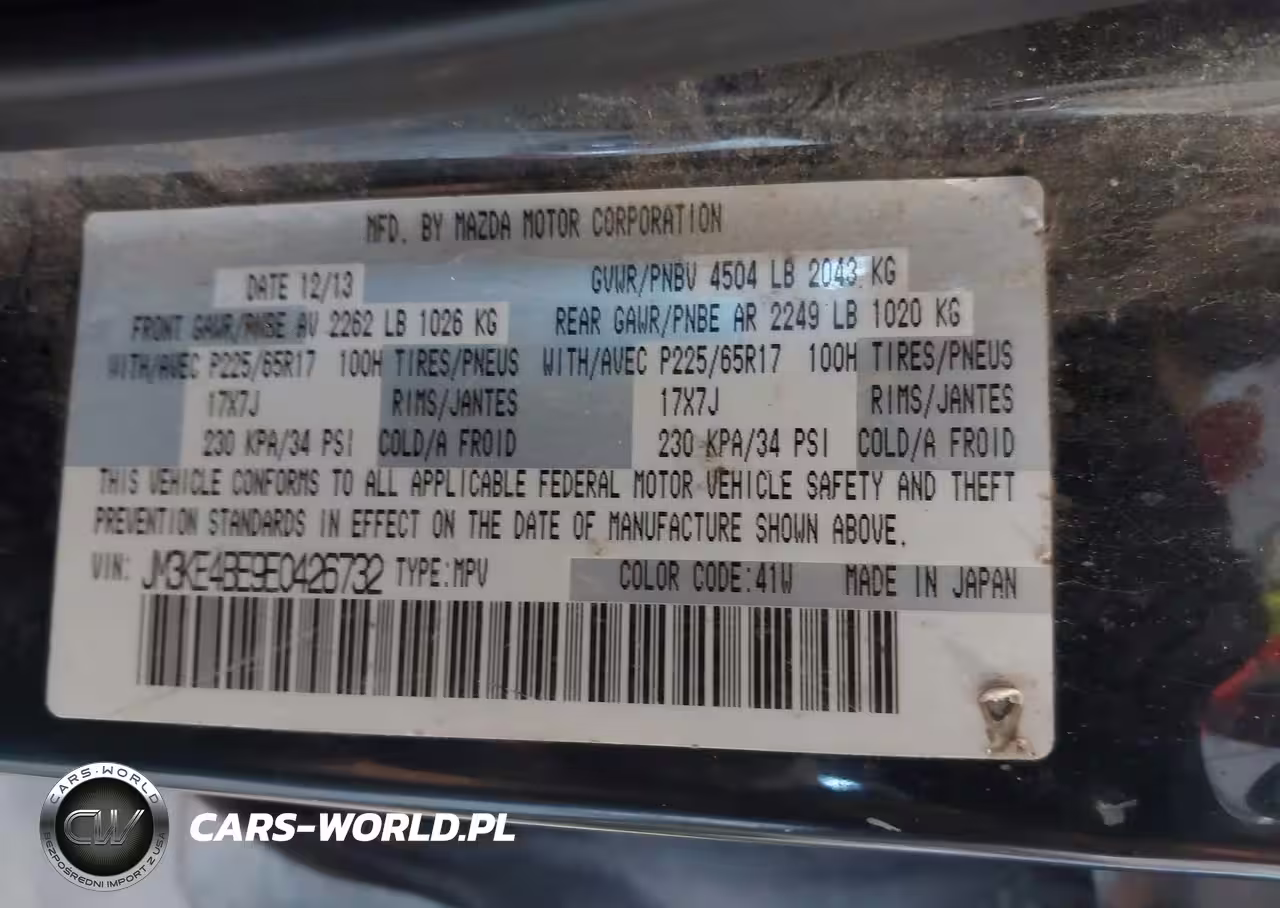 MFD. BY MAZDA MOTOR CORPORATION
DATE 12/13 GVWR/PNBV 4504 LB 2043 KG
FRONT GAWR/PNBE AV 2262 LB 1026 KG REAR GAWR/PNBE AR 2249 LB 1020 KG
WITH/AVEC P225/65R17 100H TIRES/PNEUS WITH/AVEC P225/65R17 100H TIRES/PNEUS
17X7J RIMS/JANTES 17X7J RIMS/JANTES
230 KPA/34 PSI COLD/A FROID 230 KPA/34 PSI COLD/A FROID
THIS VEHICLE CONFORMS TO ALL APPLICABLE FEDERAL MOTOR VEHICLE SAFETY AND THEFT
PREVENTION STANDARDS IN EFFECT ON THE DATE OF MANUFACTURE SHOWN ABOVE.
VIN: JM3KE4BE9E0426732 TYPE:MPV COLOR CODE:41W MADE IN JAPAN
CARS-WORLD
CW
BEZPOŚREDNI IMPORT Z USA
CARS-WORLD.PL